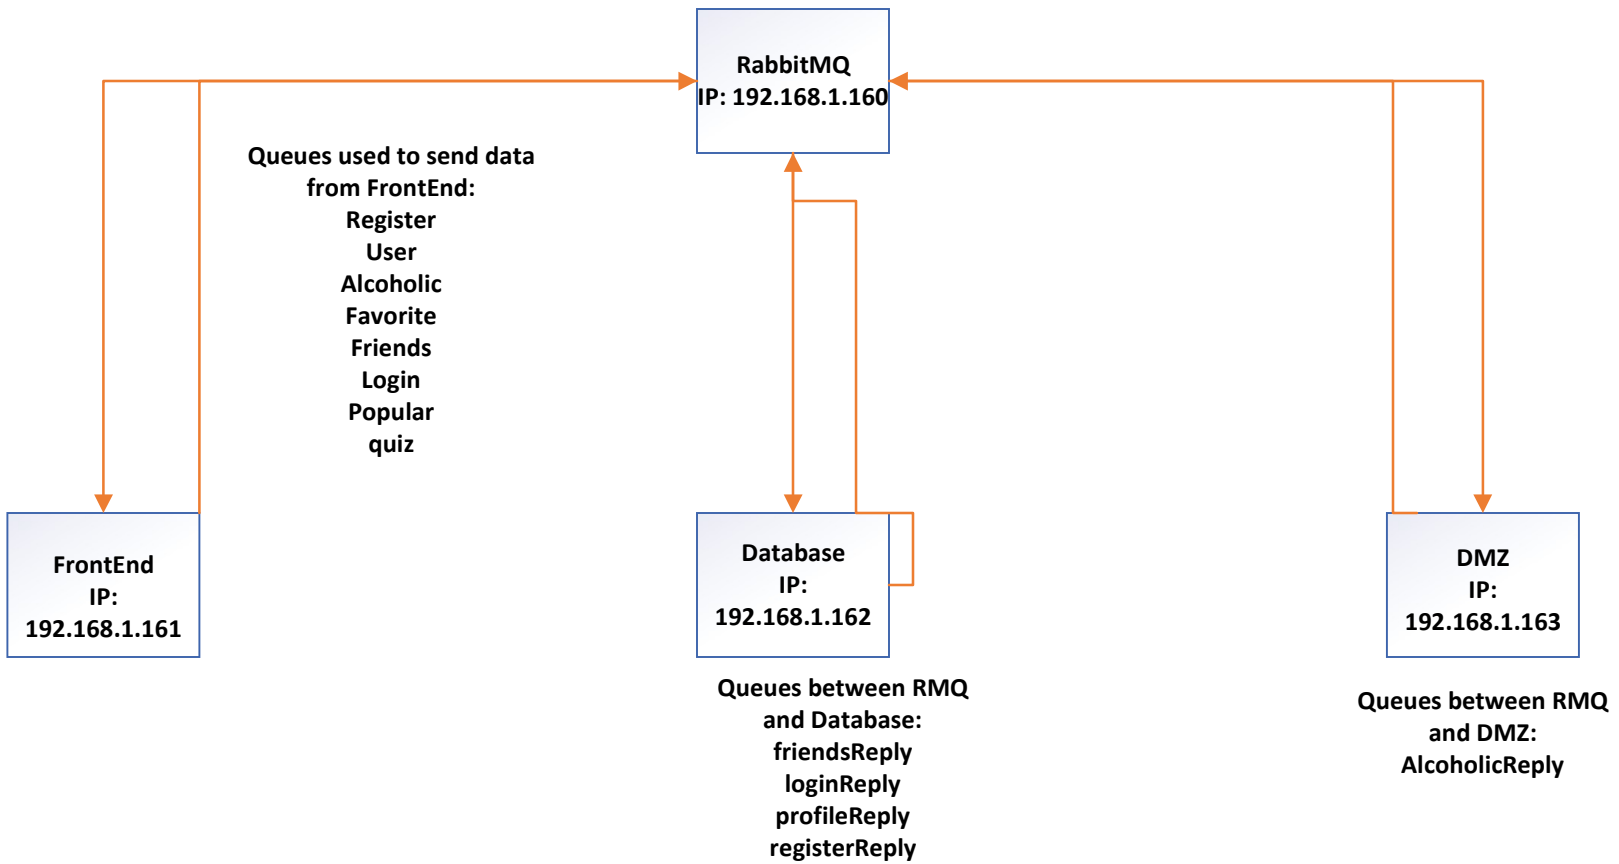 RabbitMQ
IP: 192.168.1.160
Queues used to send data
from FrontEnd:
Register
User
Alcoholic
Favorite
Friends
Login
Popular
quiz
FrontEnd
IP:
192.168.1.161
Database
IP:
192.168.1.162
DMZ
IP:
192.168.1.163
Queues between RMQ
and Database:
friendsReply
loginReply
profileReply
registerReply
Queues between RMQ
and DMZ:
AlcoholicReply